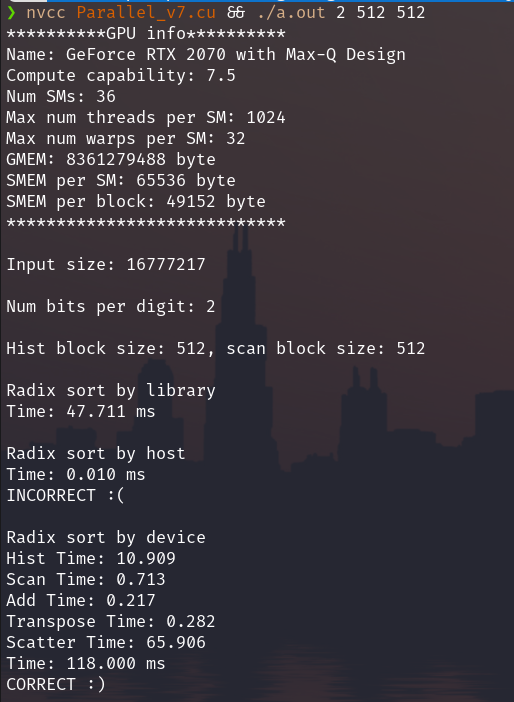 ❯ nvcc Parallel_v7.cu && ./a.out 2 512 512
**********GPU info**********
Name: GeForce RTX 2070 with Max-Q Design
Compute capability: 7.5
Num SMs: 36
Max num threads per SM: 1024
Max num warps per SM: 32
GMEM: 8361279488 byte
SMEM per SM: 65536 byte
SMEM per block: 49152 byte
****************************
Input size: 16777217
Num bits per digit: 2
Hist block size: 512, scan block size: 512
Radix sort by library
Time: 47.711 ms
Radix sort by host
Time: 0.010 ms
INCORRECT :(
Radix sort by device
Hist Time: 10.909
Scan Time: 0.713
Add Time: 0.217
Transpose Time: 0.282
Scatter Time: 65.906
Time: 118.000 ms
CORRECT :)